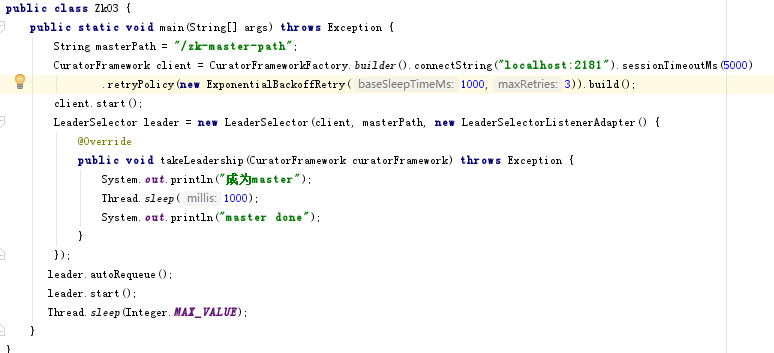 public class Zk03 {
public static void main(String[] args) throws Exception {
String masterPath = "/zk-master-path";
CuratorFramework client = CuratorFrameworkFactory.builder().connectString("localhost:2181").sessionTimeoutMs(5000)
.retryPolicy(new ExponentialBackoffRetry( baseSleepTimeMs: 1000, maxRetries: 3)).build();
client.start();
LeaderSelector leader = new LeaderSelector(client, masterPath, new LeaderSelectorListenerAdapter() {
@Override
public void takeLeadership(CuratorFramework curatorFramework) throws Exception {
System.out.println("成为master");
Thread.sleep( millis: 1000);
System.out.println("master done");
}
});
leader.autoRequeue();
leader.start();
Thread.sleep(Integer.MAX_VALUE);
}
}